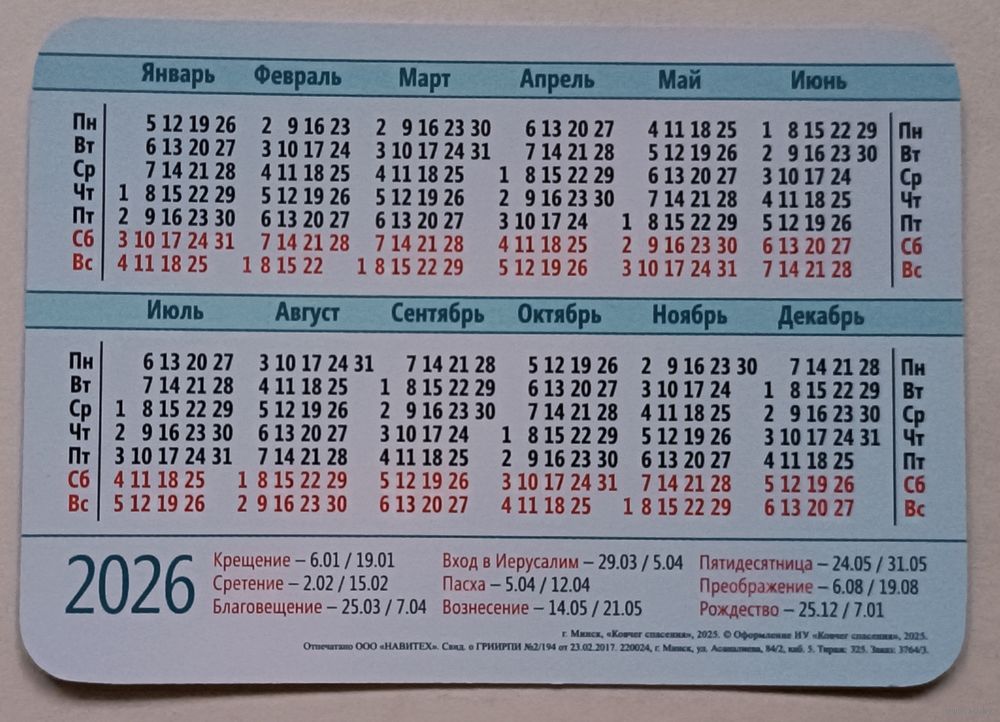 Январь Февраль Март Апрель Май Июнь
Пн 5 12 19 26 2 9 16 23 2 9 16 23 30 6 13 20 27 4 11 18 25 1 8 15 22 29 Пн
Вт 6 13 20 27 3 10 17 24 3 10 17 24 31 7 14 21 28 5 12 19 26 2 9 16 23 30 Вт
Ср 7 14 21 28 4 11 18 25 4 11 18 25 1 8 15 22 29 6 13 20 27 3 10 17 24 Ср
Чт 1 8 15 22 29 5 12 19 26 5 12 19 26 2 9 16 23 30 7 14 21 28 4 11 18 25 Чт
Пт 2 9 16 23 30 6 13 20 27 6 13 20 27 3 10 17 24 1 8 15 22 29 5 12 19 26 Пт
Сб 3 10 17 24 31 7 14 21 28 7 14 21 28 4 11 18 25 2 9 16 23 30 6 13 20 27 Сб
Вс 4 11 18 25 1 8 15 22 1 8 15 22 29 5 12 19 26 3 10 17 24 31 7 14 21 28 Вс
Июль Август Сентябрь Октябрь Ноябрь Декабрь
Пн 6 13 20 27 3 10 17 24 31 7 14 21 28 5 12 19 26 2 9 16 23 30 7 14 21 28 Пн
Вт 7 14 21 28 4 11 18 25 1 8 15 22 29 6 13 20 27 3 10 17 24 1 8 15 22 29 Вт
Ср 1 8 15 22 29 5 12 19 26 2 9 16 23 30 7 14 21 28 4 11 18 25 2 9 16 23 30 Ср
Чт 2 9 16 23 30 6 13 20 27 3 10 17 24 1 8 15 22 29 5 12 19 26 3 10 17 24 31 Чт
Пт 3 10 17 24 31 7 14 21 28 4 11 18 25 2 9 16 23 30 6 13 20 27 4 11 18 25 Пт
Сб 4 11 18 25 1 8 15 22 29 5 12 19 26 3 10 17 24 31 7 14 21 28 5 12 19 26 Сб
Вс 5 12 19 26 2 9 16 23 30 6 13 20 27 4 11 18 25 1 8 15 22 29 6 13 20 27 Вс
2026
Крещение – 6.01 / 19.01 Вход в Иерусалим – 29.03 / 5.04 Пятидесятница – 24.05 / 31.05
Сретение – 2.02 / 15.02 Пасха – 5.04 / 12.04 Преображение – 6.08 / 19.08
Благовещение – 25.03 / 7.04 Вознесение – 14.05 / 21.05 Рождество – 25.12 / 7.01
г. Минск, «Ковчег спасения», 2025. © Оформление ИУ «Ковчег спасения», 2025.
Отпечатано ООО «НАВИТЕХ». Свид. о ГРИИРПИ №2/194 от 23.02.2017. 220024, г. Минск, ул. 84/2, каб. 5. Тираж: 325. Заказ: 3764/3.